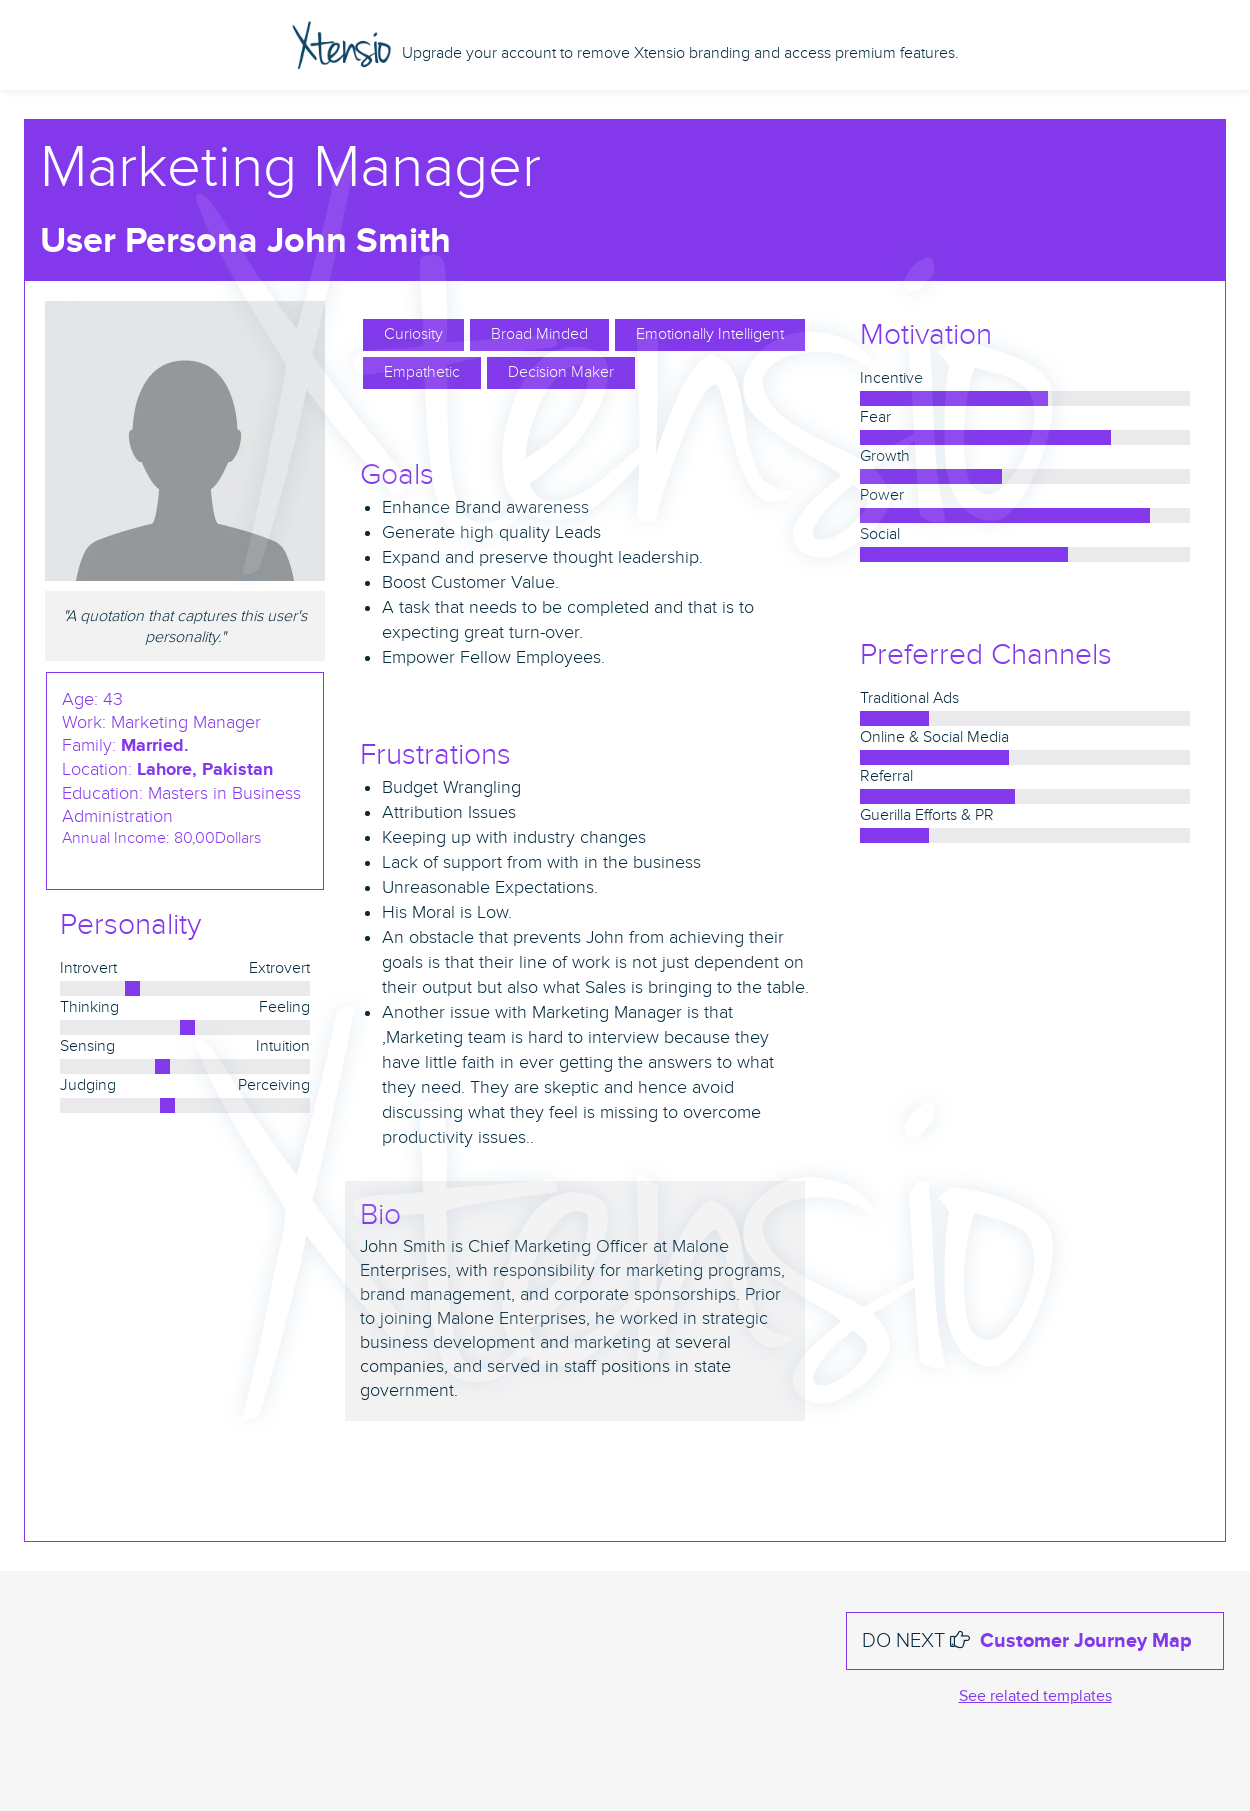 Xtensio Upgrade your account to remove Xtensio branding and access premium features.
Marketing Manager
User Persona John Smith
"A quotation that captures this user's
personality."
Age: 43
Work: Marketing Manager
Family: Married.
Location: Lahore, Pakistan
Education: Masters in Business
Administration
Annual Income: 80,00Dollars
Personality
Introvert Extrovert
Thinking Feeling
Sensing Intuition
Judging Perceiving
Curiosity Broad Minded Emotionally Intelligent
Empathetic Decision Maker
Goals
• Enhance Brand awareness
• Generate high quality Leads
• Expand and preserve thought leadership.
• Boost Customer Value.
• A task that needs to be completed and that is to
expecting great turn-over.
• Empower Fellow Employees.
Frustrations
• Budget Wrangling
• Attribution Issues
• Keeping up with industry changes
• Lack of support from with in the business
• Unreasonable Expectations.
• His Moral is Low.
• An obstacle that prevents John from achieving their
goals is that their line of work is not just dependent on
their output but also what Sales is bringing to the table.
• Another issue with Marketing Manager is that
,Marketing team is hard to interview because they
have little faith in ever getting the answers to what
they need. They are skeptic and hence avoid
discussing what they feel is missing to overcome
productivity issues..
Bio
John Smith is Chief Marketing Officer at Malone
Enterprises, with responsibility for marketing programs,
brand management, and corporate sponsorships. Prior
to joining Malone Enterprises, he worked in strategic
business development and marketing at several
companies, and served in staff positions in state
government.
Motivation
Incentive
Fear
Growth
Power
Social
Preferred Channels
Traditional Ads
Online & Social Media
Referral
Guerilla Efforts & PR
Xtensio
Xtensio
DO NEXT Customer Journey Map
See related templates